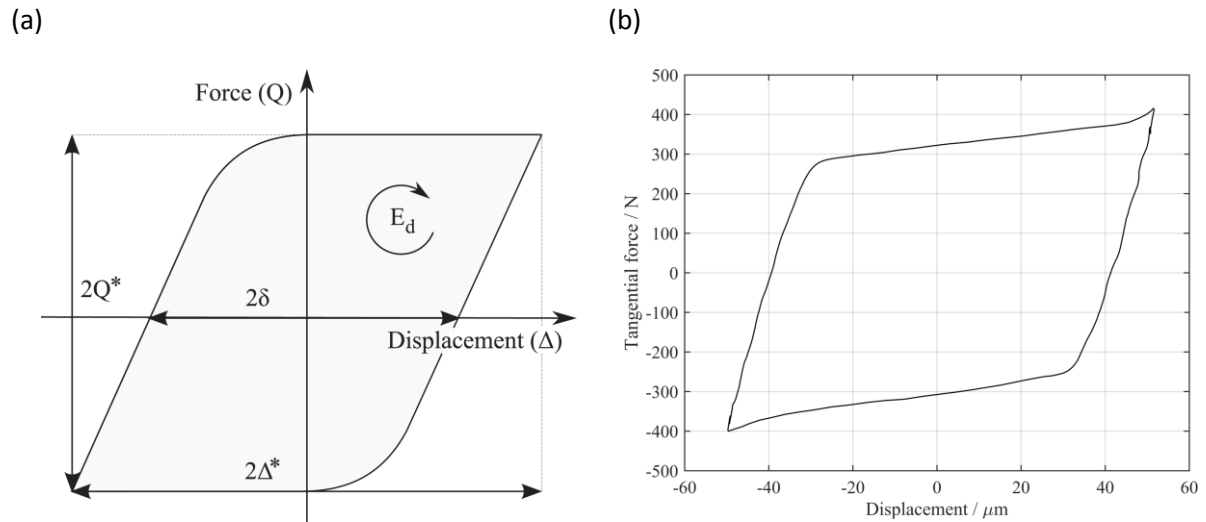 (a)
Force (Q)
E_d
2Q*
2δ
Displacement (Δ)
2Δ*
(b)
Tangential force / N
500
400
300
200
100
0
-100
-200
-300
-400
-500
-60
-40
-20
0
20
40
60
Displacement / μm